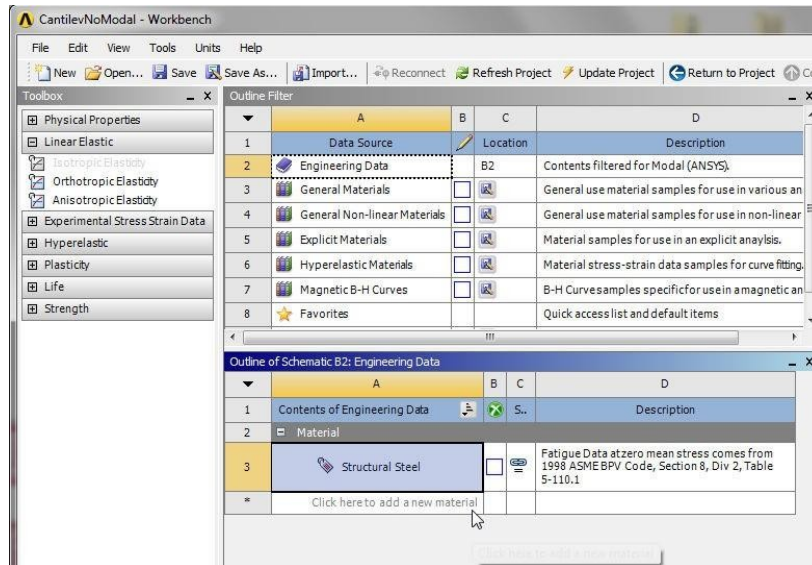 CantilevNoModal - Workbench
File Edit View Tools Units Help
New Open... Save Save As... Import... Reconnect Refresh Project Update Project Return to Project
Toolbox
Physical Properties
Linear Elastic
Isotropic Elasticity
Orthotropic Elasticity
Anisotropic Elasticity
Experimental Stress Strain Data
Hyperelastic
Plasticity
Life
Strength
Outline Filter
A B C D
1 Data Source Location Description
2 Engineering Data B2 Contents filtered for Modal (ANSYS).
3 General Materials General use material samples for use in various an
4 General Non-linear Materials General use material samples for use in non-linear
5 Explicit Materials Material samples for use in an explicit anaylsis.
6 Hyperelastic Materials Material stress-strain data samples for curve fitting.
7 Magnetic B-H Curves B-H Curve samples specific for use in a magnetic an
8 Favorites Quick access list and default items
Outline of Schematic B2: Engineering Data
A B C D
1 Contents of Engineering Data S.. Description
2 Material
3 Structural Steel Fatigue Data at zero mean stress comes from
1998 ASME BPV Code, Section 8, Div 2, Table
5-110.1
* Click here to add a new material
Click here to add a new material